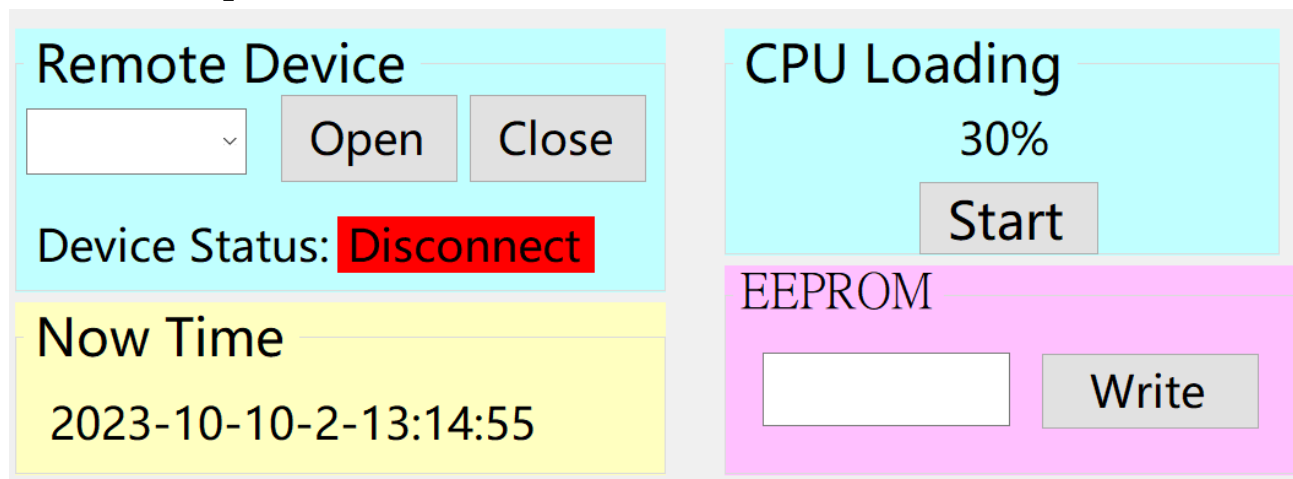 Remote Device
Open
Close
Device Status: Disconnect
Now Time
2023-10-10-2-13:14:55
CPU Loading
30%
Start
EEPROM
Write